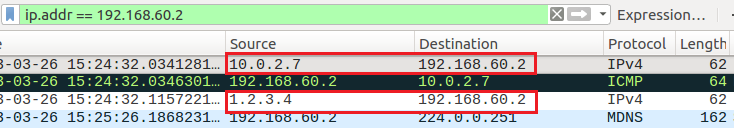 ip.addr == 192.168.60.2 Expression…
e Source Destination Protocol Length
3-03-26 15:24:32.0341281… 10.0.2.7 192.168.60.2 IPv4 62
3-03-26 15:24:32.0346301… 192.168.60.2 10.0.2.7 ICMP 64
3-03-26 15:24:32.1157221… 1.2.3.4 192.168.60.2 IPv4 62
3-03-26 15:25:26.1868231… 192.168.60.2 224.0.0.251 MDNS 162